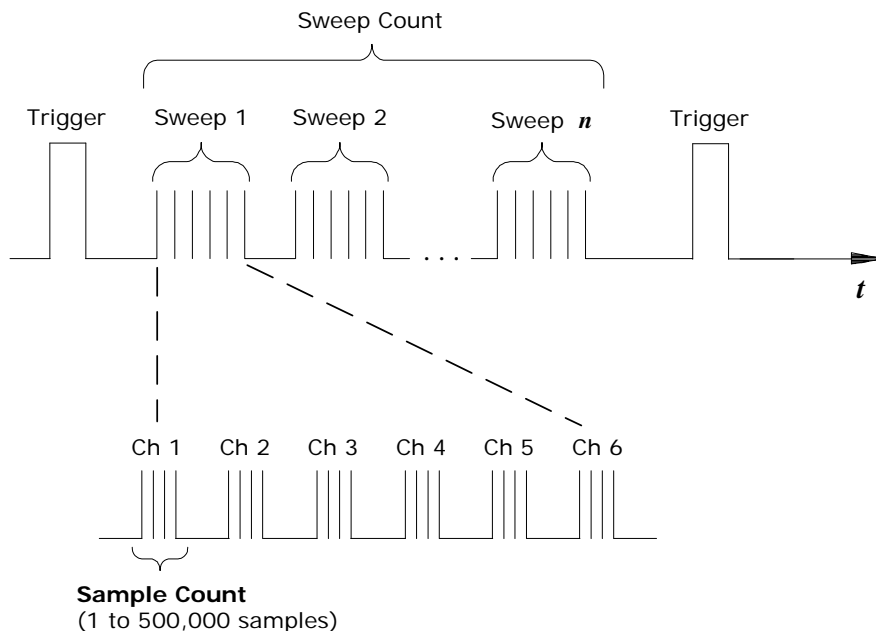 Sweep Count
Trigger
Sweep 1
Sweep 2
Sweep n
Trigger
. . .
t
Ch 1
Ch 2
Ch 3
Ch 4
Ch 5
Ch 6
Sample Count
(1 to 500,000 samples)